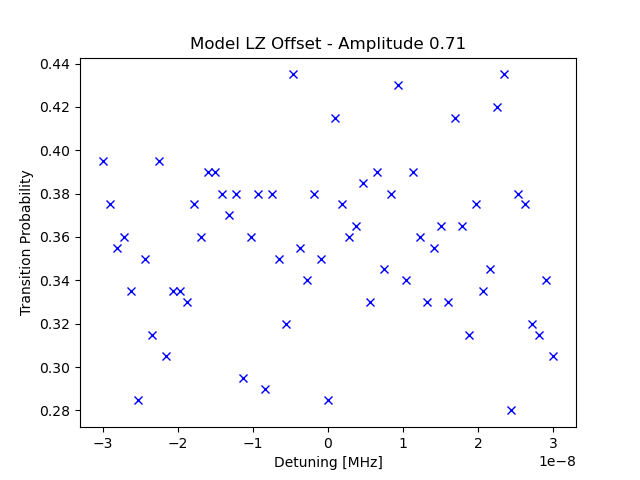 Model LZ Offset - Amplitude 0.71
Transition Probability
0.44
0.42
0.40
0.38
0.36
0.34
0.32
0.30
0.28
−3 −2 −1 0 1 2 3
1e−8
Detuning [MHz]